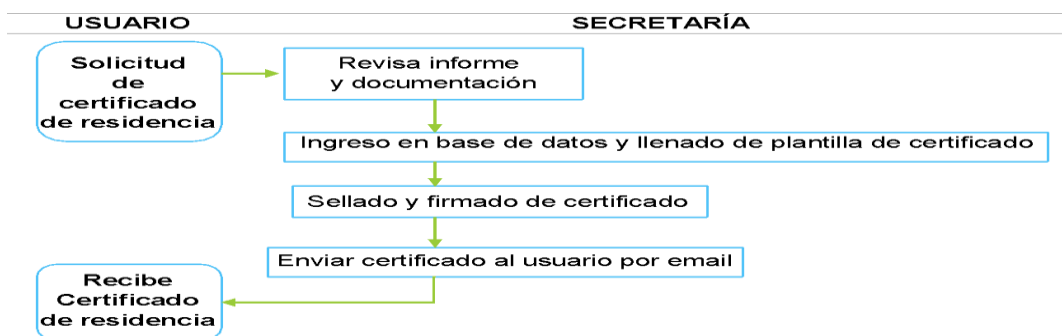 USUARIO
SECRETARÍA
Solicitud
de
certificado
de residencia
Revisa informe
y documentación
Ingreso en base de datos y llenado de plantilla de certificado
Sellado y firmado de certificado
Enviar certificado al usuario por email
Recibe
Certificado
de residencia